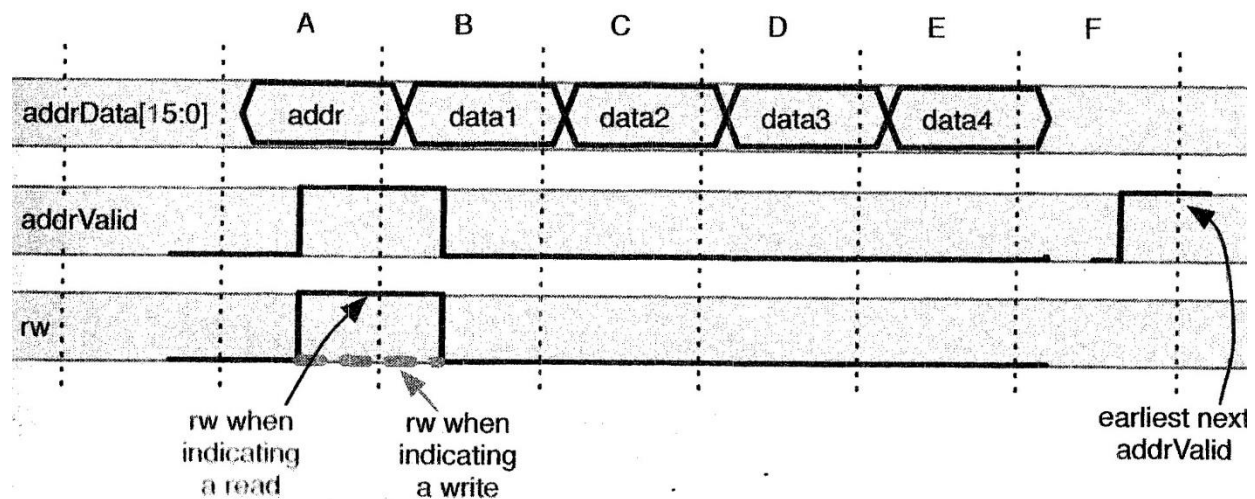 A B C D E F
addrData[15:0] addr data1 data2 data3 data4
addrValid
rw
rw when
indicating
a read
rw when
indicating
a write
earliest next
addrValid